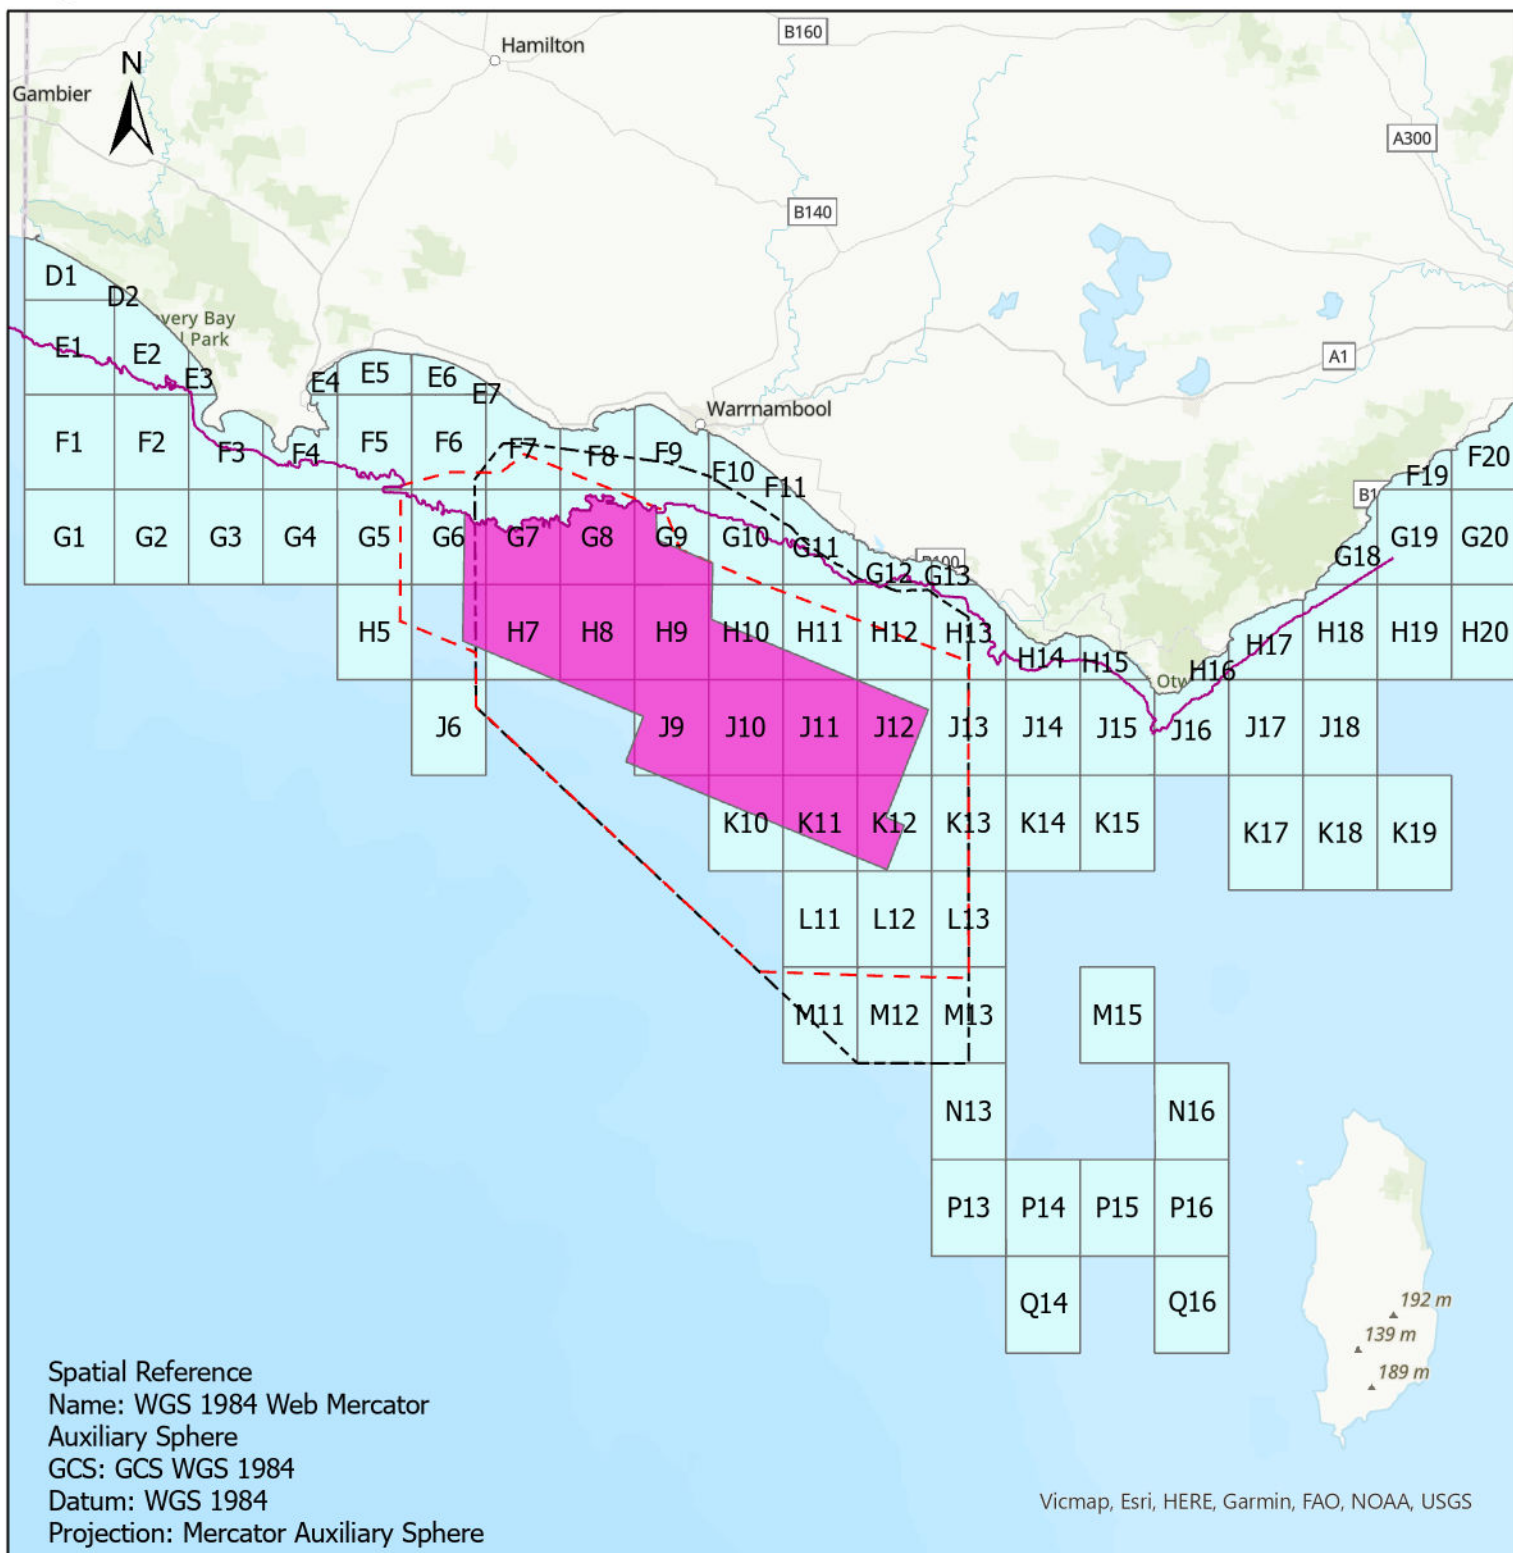 B160
Hamilton
N
Gambier
A300
B140
D1
D2
very Bay
l Park
E1
E2
E3
E4
E5
E6
E7
A1
Warrnambool
F1
F2
F3
F4
F5
F6
F7
F8
F9
F10
F11
F19
F20
B1
G1
G2
G3
G4
G5
G6
G7
G8
G9
G10
G11
G12
G13
G18
G19
G20
H5
H7
H8
H9
H10
H11
H12
H13
H14
H15
H16
H17
H18
H19
H20
Otw
J6
J9
J10
J11
J12
J13
J14
J15
J16
J17
J18
K10
K11
K12
K13
K14
K15
K17
K18
K19
L11
L12
L13
M11
M12
M13
M15
N13
N16
P13
P14
P15
P16
Q14
Q16
192 m
139 m
189 m
Spatial Reference
Name: WGS 1984 Web Mercator
Auxiliary Sphere
GCS: GCS WGS 1984
Datum: WGS 1984
Projection: Mercator Auxiliary Sphere
Vicmap, Esri, HERE, Garmin, FAO, NOAA, USGS